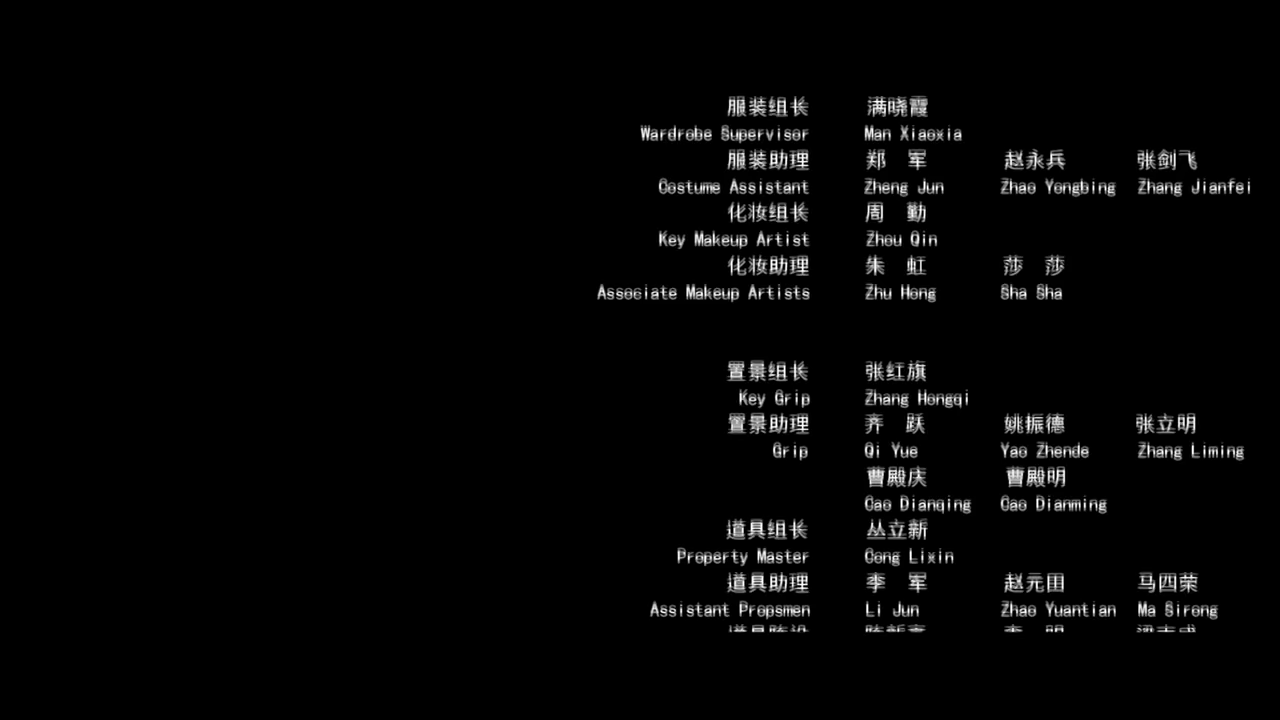 服装组长 满晓霞
Wardrobe Supervisor Man Xiaoxia
服装助理 郑 军 赵永兵 张剑飞
Costume Assistant Zheng Jun Zhao Yongbing Zhang Jianfei
化妆组长 周 勤
Key Makeup Artist Zhou Qin
化妆助理 朱 虹 莎 莎
Associate Makeup Artists Zhu Hong Sha Sha
置景组长 张红旗
Key Grip Zhang Hongqi
置景助理 齐 跃 姚振德 张立明
Grip Qi Yue Yao Zhende Zhang Liming
曹殿庆 曹殿明
Cao Dianqing Cao Dianming
道具组长 丛立新
Property Master Cong Lixin
道具助理 李 军 赵元田 马四荣
Assistant Propsmen Li Jun Zhao Yuantian Ma Sirong